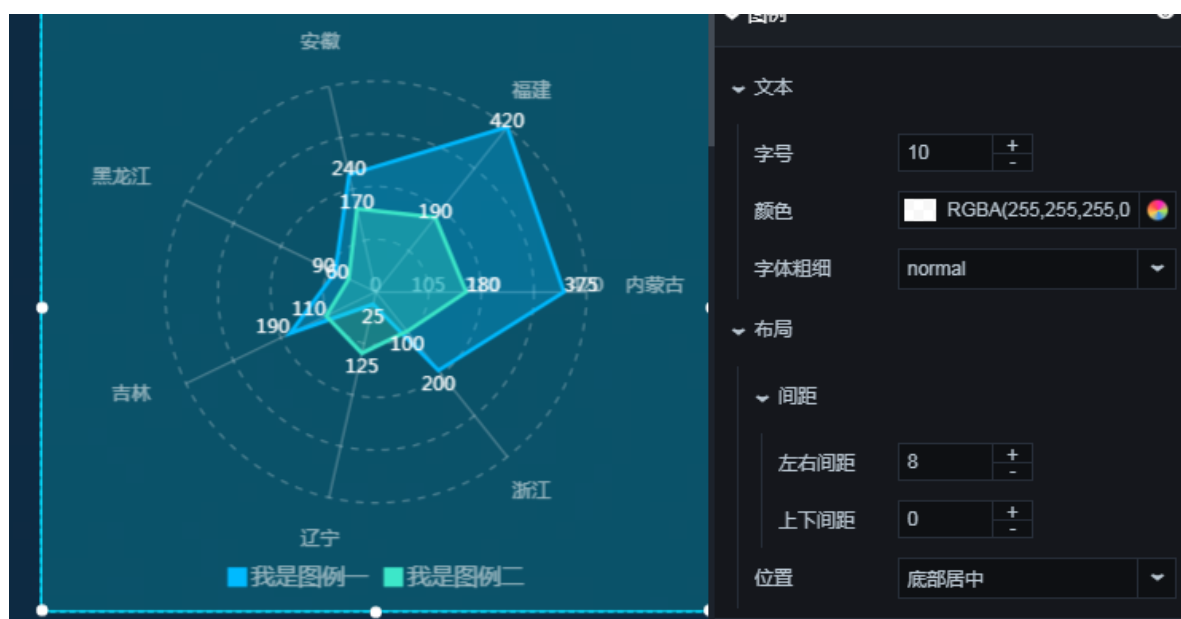 图例
安徽
福建
420
240
黑龙江
170
190
90
60
0
105
180
375
内蒙古
110
190
25
100
125
200
吉林
浙江
辽宁
我是图例一
我是图例二
文本
字号
10
+
-
颜色
RGBA(255,255,255,0
字体粗细
normal
布局
间距
左右间距
8
+
-
上下间距
0
+
-
位置
底部居中